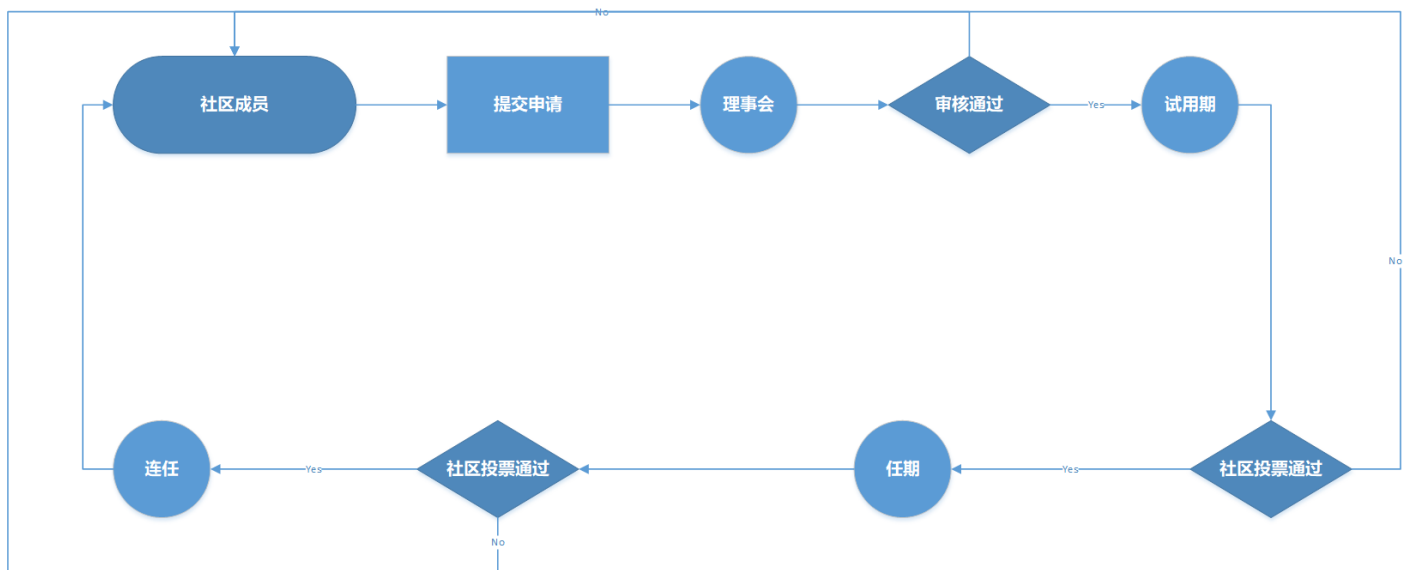 No
社区成员
提交申请
理事会
审核通过
Yes
试用期
No
连任
Yes
社区投票通过
任期
Yes
社区投票通过
No